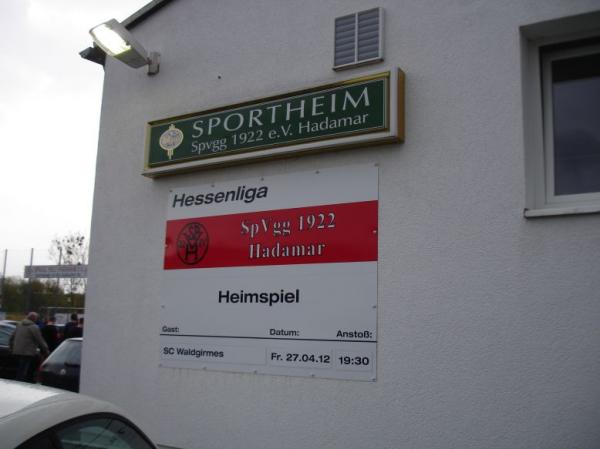 SPORTHEIM
Spvgg 1922 e.V. Hadamar
Hessenliga
SpVgg 1922
Hadamar
Heimspiel
Gast: Datum: Anstoß:
SC Waldgirmes Fr. 27.04.12 19:30